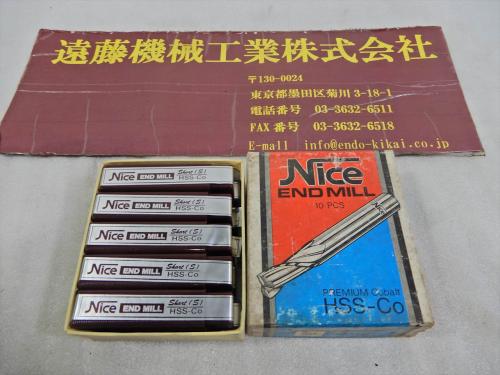 遠藤機械工業株式会社
〒130-0024
東京都墨田区菊川3-18-1
電話番号 03-3632-6511
FAX番号 03-3632-6518
E-mail info@endo-kikai.co.jp
Nice END MILL Short (S) HSS-Co
Nice END MILL Short (S) HSS-Co
Nice END MILL Short (S) HSS-Co
Nice END MILL Short (S) HSS-Co
Nice END MILL Short (S) HSS-Co
Nice
END MILL
10 PCS
PREMIUM Cobalt
HSS-Co